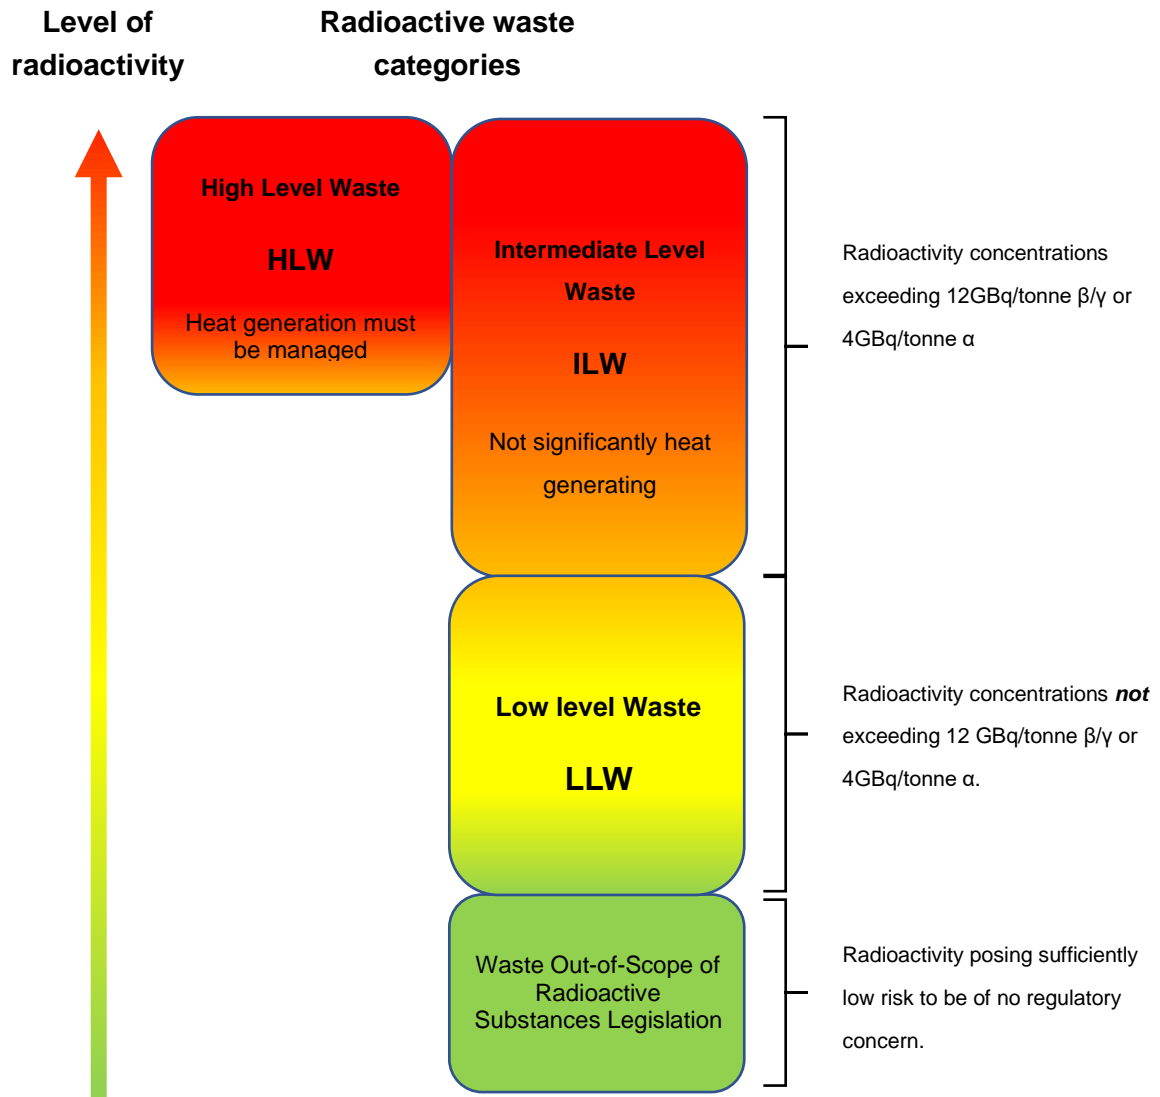 Level of
radioactivity
Radioactive waste
categories
High Level Waste
HLW
Heat generation must
be managed
Intermediate Level
Waste
ILW
Not significantly heat
generating
Radioactivity concentrations
exceeding 12GBq/tonne β/γ or
4GBq/tonne α
Low level Waste
LLW
Radioactivity concentrations not
exceeding 12 GBq/tonne β/γ or
4GBq/tonne α.
Waste Out-of-Scope of
Radioactive
Substances Legislation
Radioactivity posing sufficiently
low risk to be of no regulatory
concern.